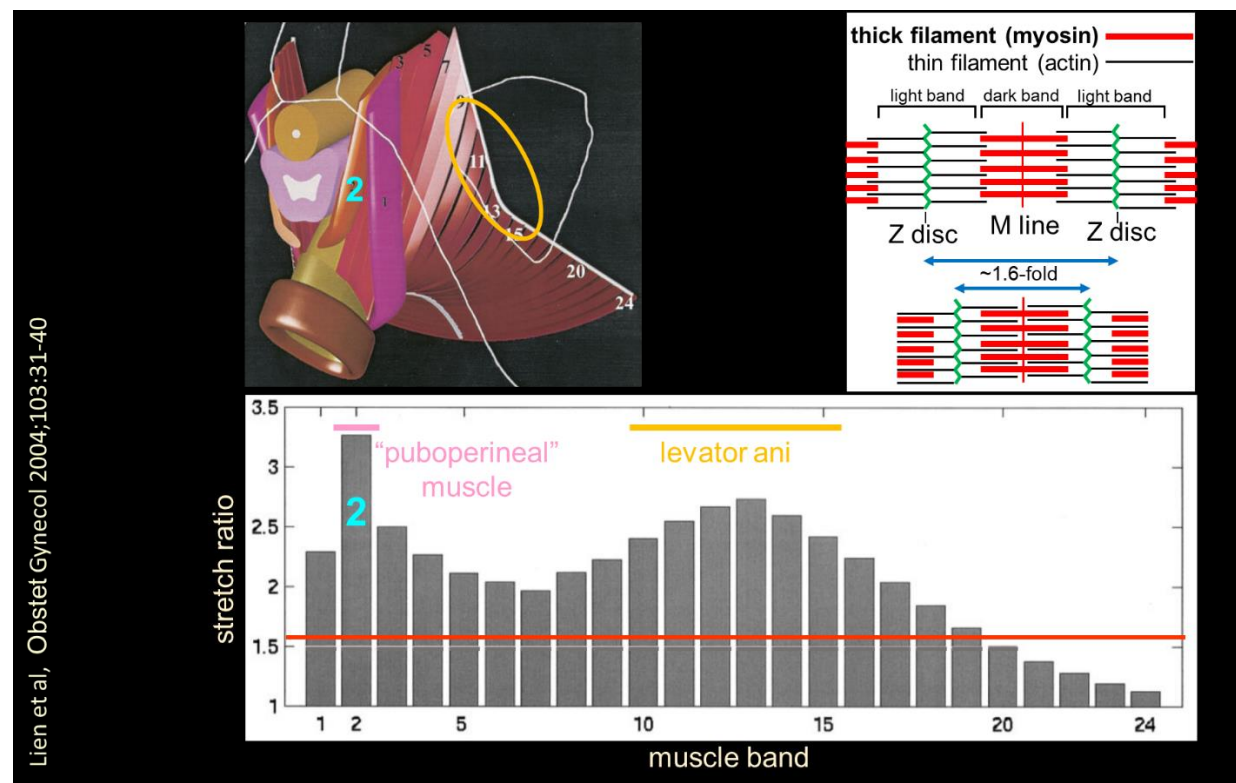 Lien et al, Obstet Gynecol 2004;103:31-40
1
2
3
5
7
9
11
13
15
20
24
thick filament (myosin)
thin filament (actin)
light band
dark band
light band
Z disc
M line
Z disc
~1.6-fold
stretch ratio
3.5
3
2.5
2
1.5
1
"puboperineal"
muscle
levator ani
2
1
2
5
10
15
20
24
muscle band